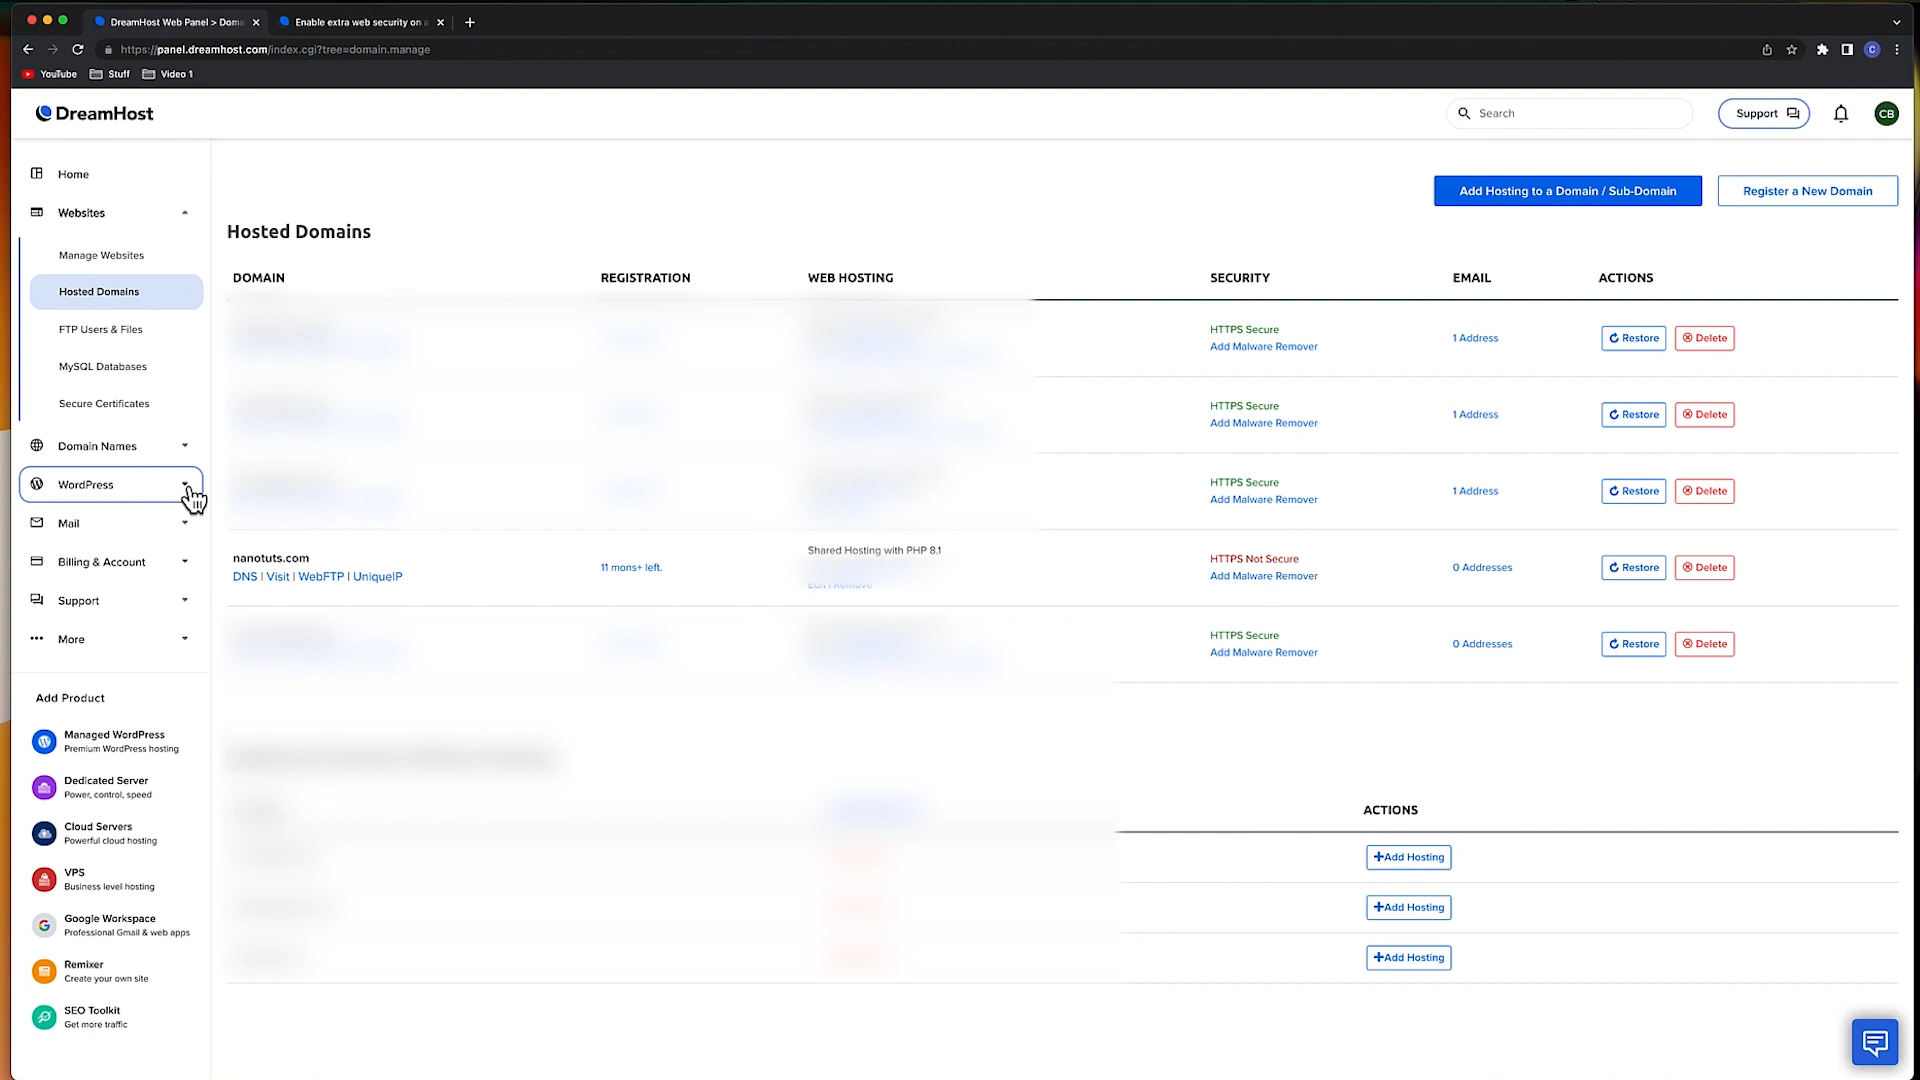 DreamHost Web Panel > Doma
Enable extra web security on a
https://panel.dreamhost.com/index.cgi?tree=domain.manage
C
YouTube
Stuff
Video 1
DreamHost
Search
Support
CB
Home
Websites
Manage Websites
Hosted Domains
FTP Users & Files
MySQL Databases
Secure Certificates
Domain Names
WordPress
Mail
Billing & Account
Support
More
Add Product
Managed WordPress
Premium WordPress hosting
Dedicated Server
Power, control, speed
Cloud Servers
Powerful cloud hosting
VPS
Business level hosting
Google Workspace
Professional Gmail & web apps
Remixer
Create your own site
SEO Toolkit
Get more traffic
Add Hosting to a Domain / Sub-Domain
Register a New Domain
Hosted Domains
DOMAIN REGISTRATION WEB HOSTING SECURITY EMAIL ACTIONS
HTTPS Secure
Add Malware Remover
1 Address
Restore
Delete
HTTPS Secure
Add Malware Remover
1 Address
Restore
Delete
HTTPS Secure
Add Malware Remover
1 Address
Restore
Delete
nanotuts.com
DNS | Visit | WebFTP | UniqueIP
11 mons+ left.
Shared Hosting with PHP 8.1
Edit | Remove
HTTPS Not Secure
Add Malware Remover
0 Addresses
Restore
Delete
HTTPS Secure
Add Malware Remover
0 Addresses
Restore
Delete
ACTIONS
+Add Hosting
+Add Hosting
+Add Hosting